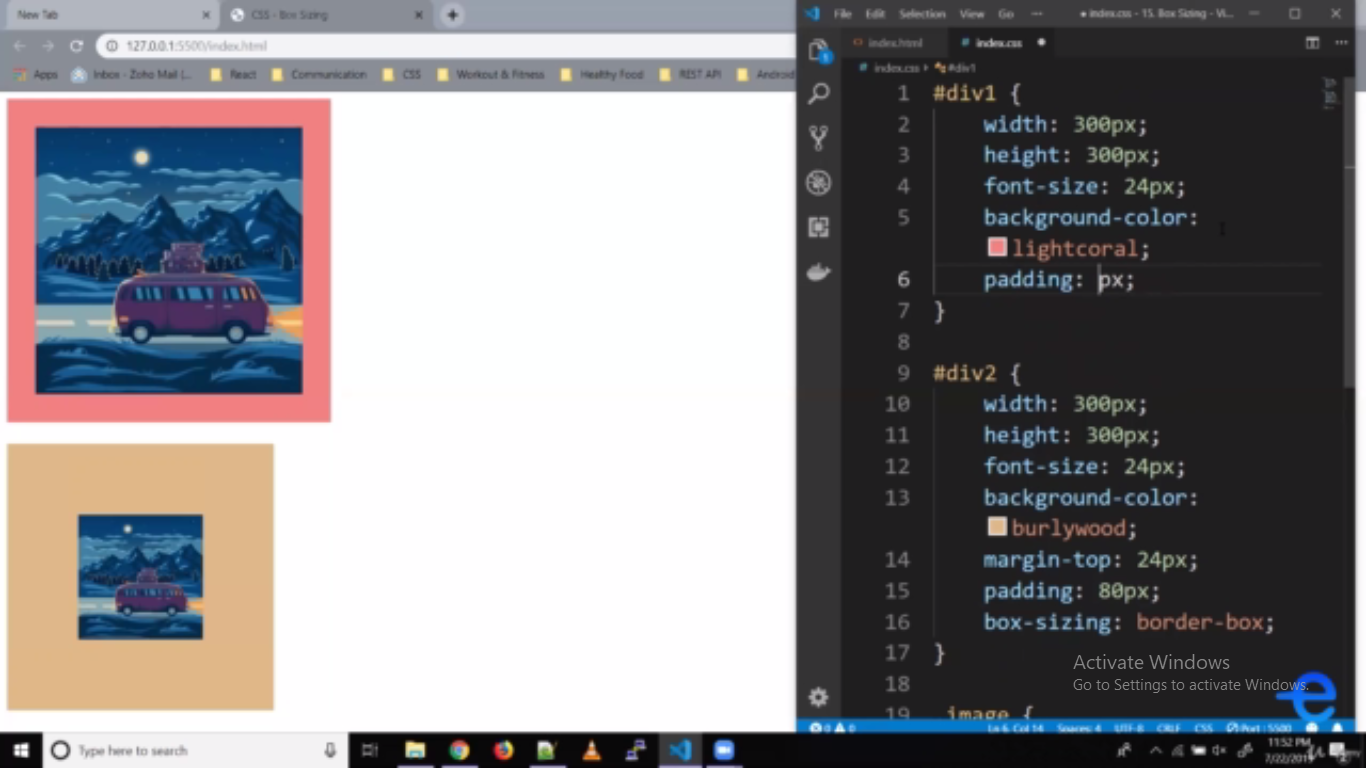 New Tab
CSS - Box Sizing
127.0.0.1:5500/index.html
Apps
Inbox - Zoho Mail (...
React
Communication
CSS
Workout & Fitness
Healthy Food
REST API
Android
File Edit Selection View Go ···
● index.css - 15. Box Sizing - Vi...
index.html
# index.css ●
# index.css › #div1
1 #div1 {
2 width: 300px;
3 height: 300px;
4 font-size: 24px;
5 background-color:
lightcoral;
6 padding: px;
7 }
8
9 #div2 {
10 width: 300px;
11 height: 300px;
12 font-size: 24px;
13 background-color:
burlywood;
14 margin-top: 24px;
15 padding: 80px;
16 box-sizing: border-box;
17 }
18
19 .image {
Activate Windows
Go to Settings to activate Windows.
0 0
Ln 6, Col 14 Spaces: 4 UTF-8 CRLF CSS Port : 5500
Type here to search
11:52 PM